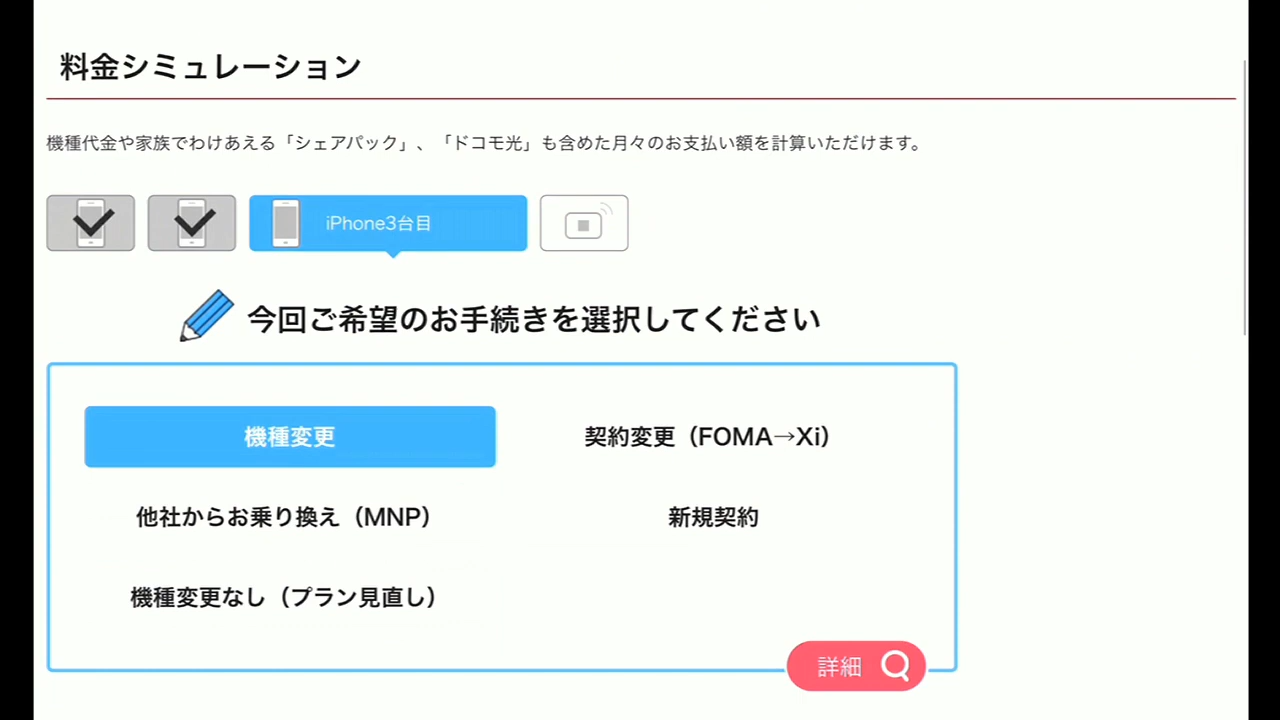 料金シミュレーション
機種代金や家族でわけあえる「シェアパック」、「ドコモ光」も含めた月々のお支払い額を計算いただけます。
iPhone3台目
今回ご希望のお手続きを選択してください
機種変更
契約変更（FOMA→Xi）
他社からお乗り換え（MNP）
新規契約
機種変更なし（プラン見直し）
詳細